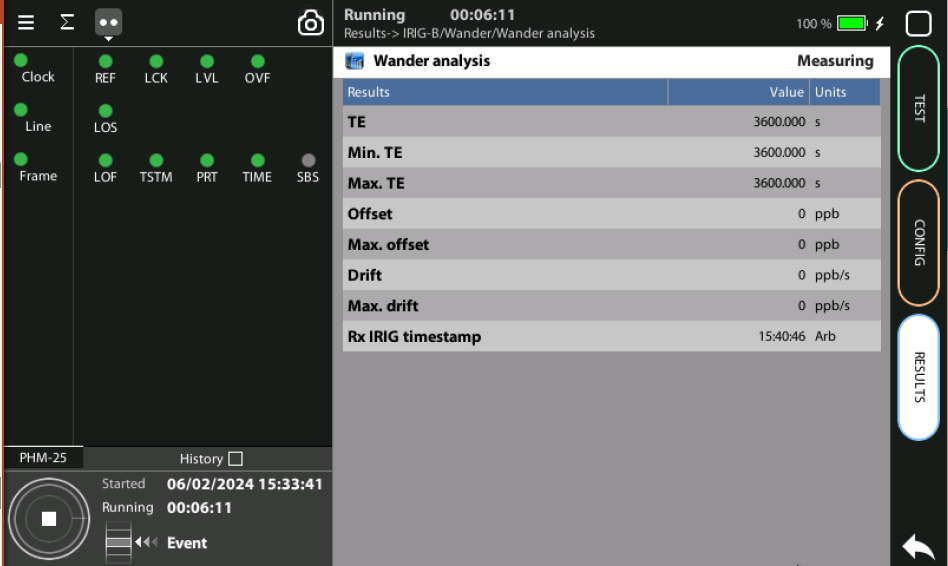 Σ
Clock REF LCK LVL OVF
Line LOS
Frame LOF TSTM PRT TIME SBS
PHM-25 History
Started 06/02/2024 15:33:41
Running 00:06:11
Event
Running 00:06:11
Results-> IRIG-B/Wander/Wander analysis
100 %
Wander analysis Measuring
Results Value Units
TE 3600.000 s
Min. TE 3600.000 s
Max. TE 3600.000 s
Offset 0 ppb
Max. offset 0 ppb
Drift 0 ppb/s
Max. drift 0 ppb/s
Rx IRIG timestamp 15:40:46 Arb
TEST
CONFIG
RESULTS